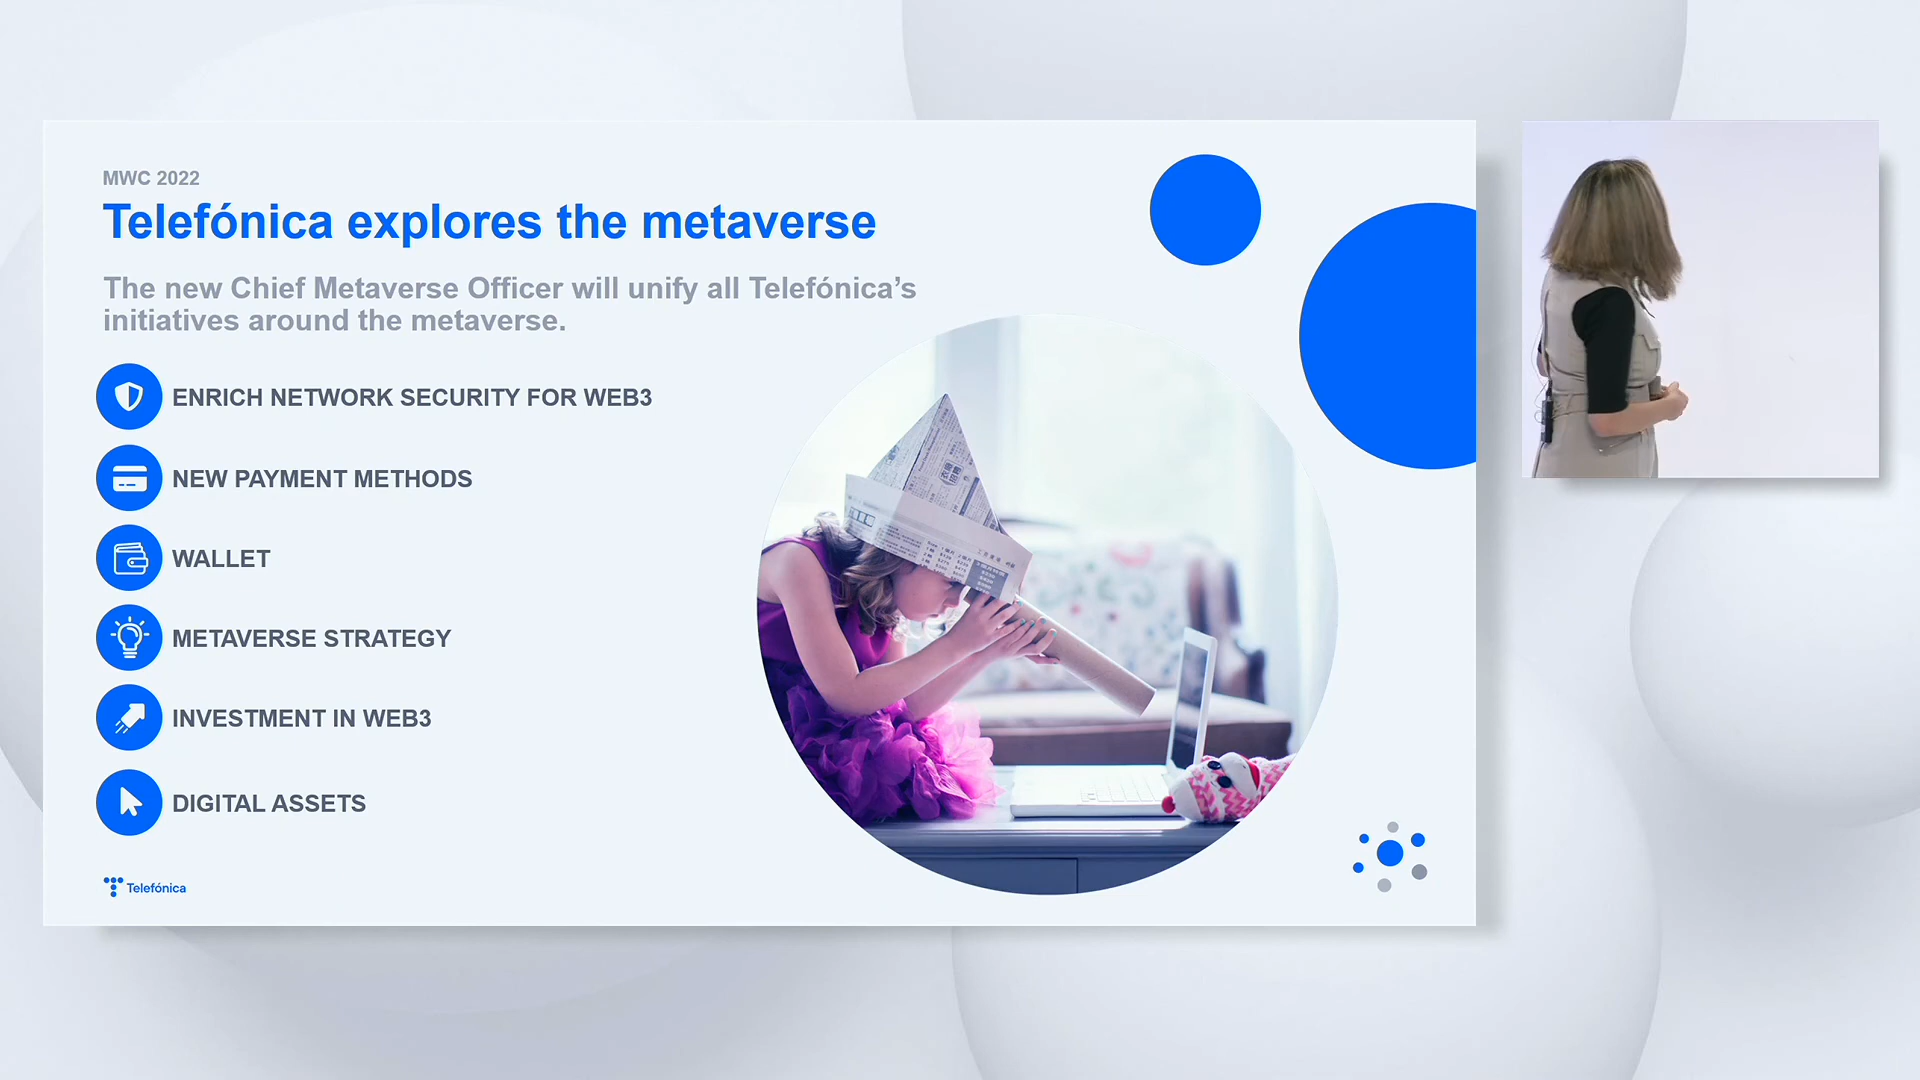 MWC 2022
Telefónica explores the metaverse
The new Chief Metaverse Officer will unify all Telefónica’s
initiatives around the metaverse.
ENRICH NETWORK SECURITY FOR WEB3
NEW PAYMENT METHODS
WALLET
METAVERSE STRATEGY
INVESTMENT IN WEB3
DIGITAL ASSETS
Telefónica